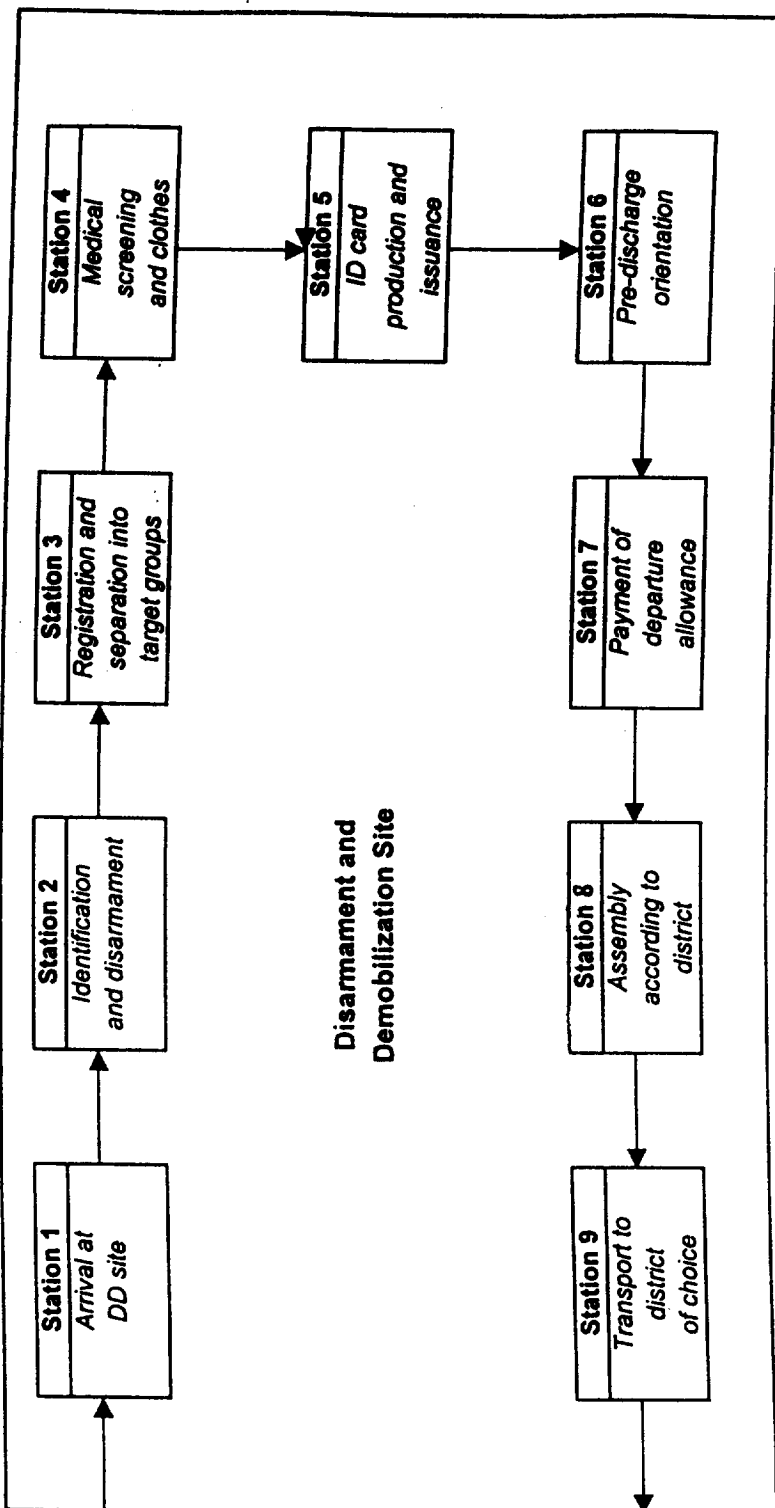 Station 1
Arrival at
DD site
Station 2
Identification
and disarmament
Station 3
Registration and
separation into
target groups
Station 4
Medical
screening
and clothes
Station 5
ID card
production and
issuance
Station 6
Pre-discharge
orientation
Station 7
Payment of
departure
allowance
Station 8
Assembly
according to
district
Station 9
Transport to
district
of choice
Disarmament and
Demobilization Site